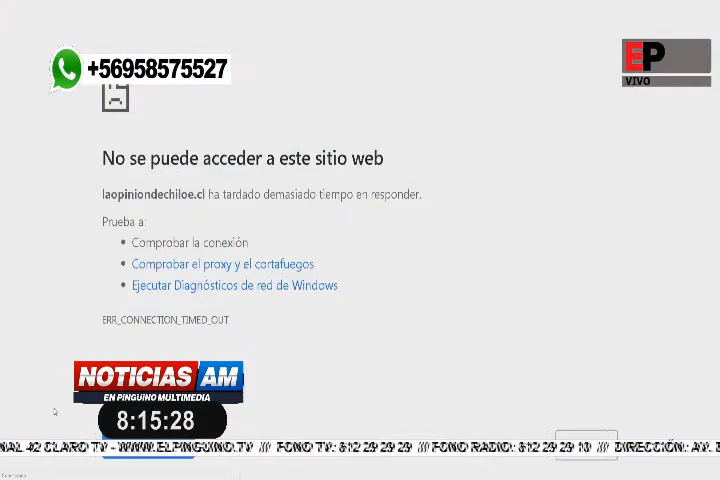 +56958575527
EP
VIVO
No se puede acceder a este sitio web
laopiniondechiloe.cl ha tardado demasiado tiempo en responder.
Prueba a:
Comprobar la conexión
Comprobar el proxy y el cortafuegos
Ejecutar Diagnósticos de red de Windows
ERR_CONNECTION_TIMED_OUT
NOTICIAS AM
EN PINGÜINO MULTIMEDIA
8:15:28
NAL 42 CLARO TV - WWW.ELPINGUINO.TV /// FONO TV: 612 29 29 29 /// FONO RADIO: 612 29 29 10 /// DIRECCIÓN: AV.